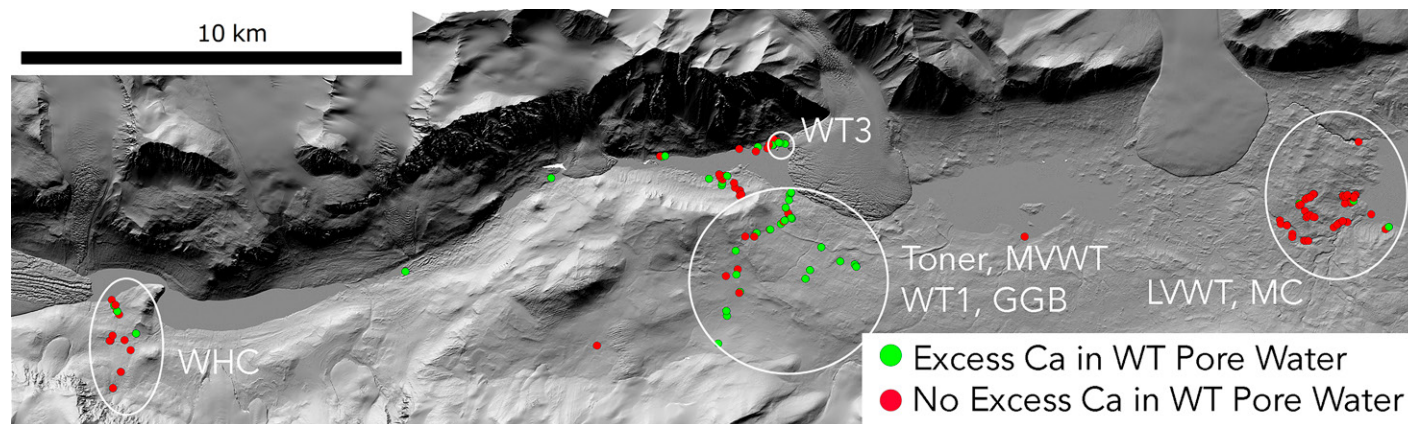 10 km
WT3
Toner, MVWT
WT1, GGB
LVWT, MC
WHC
Excess Ca in WT Pore Water
No Excess Ca in WT Pore Water